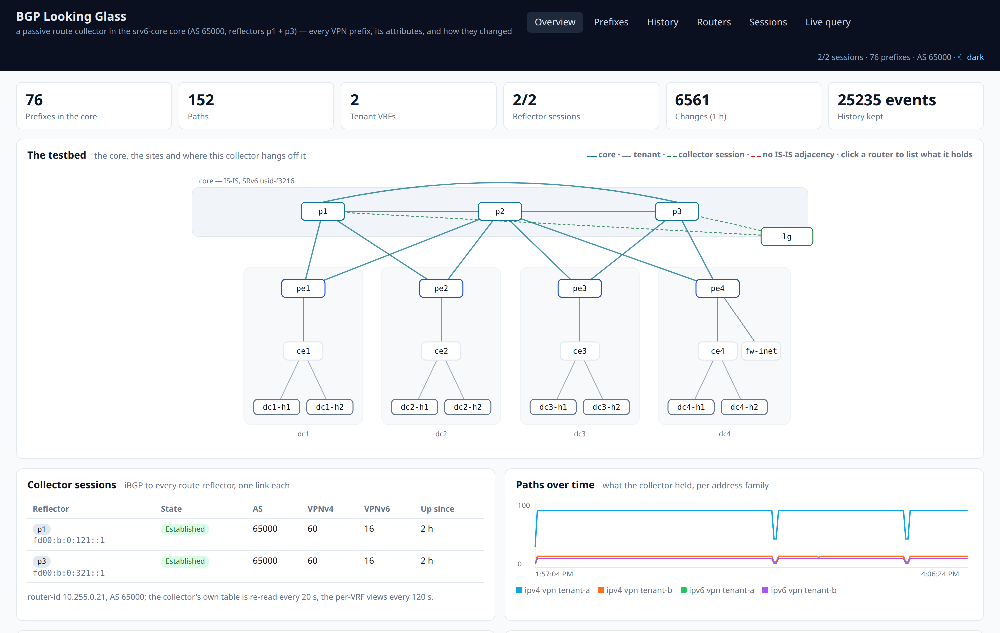 BGP Looking Glass
a passive route collector in the srv6-core core (AS 65000, reflectors p1 + p3) — every VPN prefix, its attributes, and how they changed
Overview Prefixes History Routers Sessions Live query
2/2 sessions · 76 prefixes · AS 65000 · ☾ dark
76
Prefixes in the core
152
Paths
2
Tenant VRFs
2/2
Reflector sessions
6561
Changes (1 h)
25235 events
History kept
The testbed the core, the sites and where this collector hangs off it
core · tenant · collector session · no IS-IS adjacency · click a router to list what it holds
core — IS-IS, SRv6 usid-f3216
p1 p2 p3
lg
pe1 pe2 pe3 pe4
ce1 ce2 ce3 ce4 fw-inet
dc1-h1 dc1-h2 dc2-h1 dc2-h2 dc3-h1 dc3-h2 dc4-h1 dc4-h2
dc1 dc2 dc3 dc4
Collector sessions iBGP to every route reflector, one link each
Reflector State AS VPNv4 VPNv6 Up since
p1 Established 65000 60 16 2 h
fd00:b:0:121::1
p3 Established 65000 60 16 2 h
fd00:b:0:321::1
router-id 10.255.0.21, AS 65000; the collector's own table is re-read every 20 s, the per-VRF views every 120 s.
Paths over time what the collector held, per address family
100
0
1:57:04 PM 4:06:24 PM
ipv4 vpn tenant-a ipv4 vpn tenant-b ipv6 vpn tenant-a ipv6 vpn tenant-b